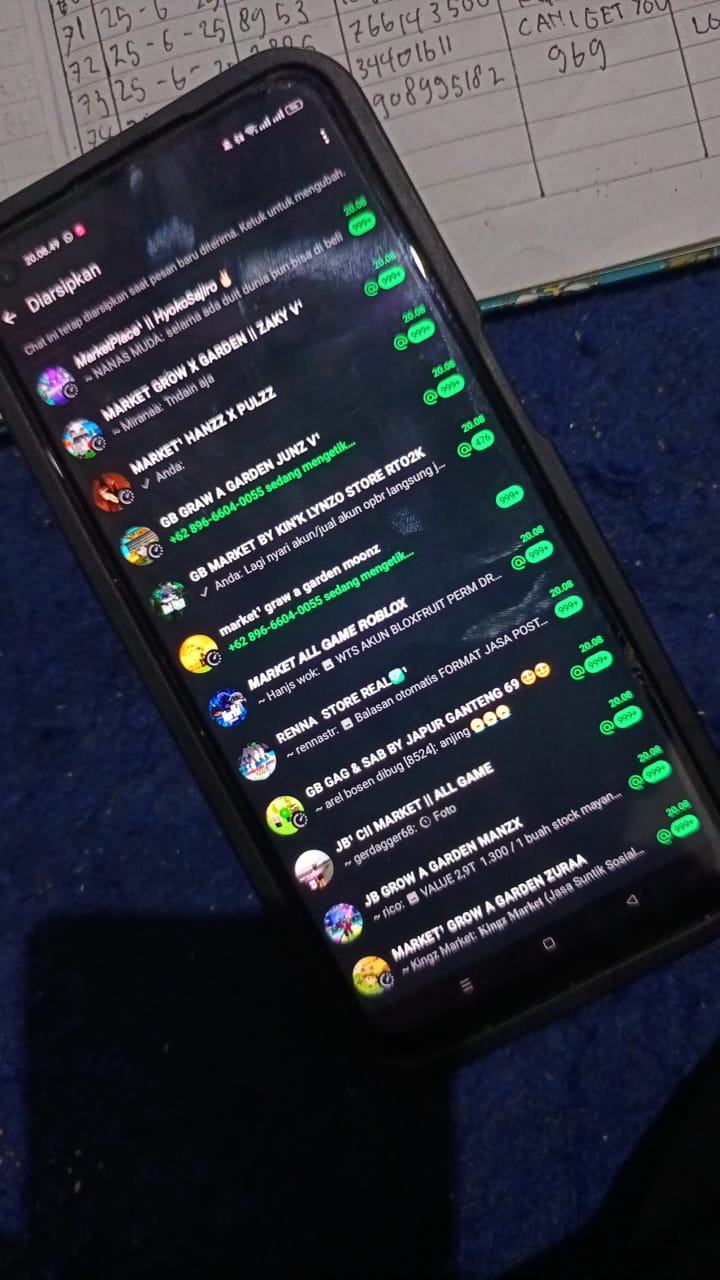 71 25-6-25 8953
72 25-6-25
73 25-6-
74
766143500
34401611
908995182
CAN I GET YOU
969
20.08.49
Diarsipkan
Chat ini tetap diarsipkan saat pesan baru diterima. Ketuk untuk mengubah.
MarketPlace' || HyokoSejiro ✌🏻 20.08
~ NANAS MUDA: selama ada duit dunia pun bisa di beli 999+
MARKET GROW X GARDEN || ZAKY V' 20.08
~ Miranaa: Tndain aja @ 999+
MARKET' HANZZ X PULZZ 20.08
✓ Anda: @ 999+
GB GRAW A GARDEN JUNZ V' 20.08
+62 896-6604-0055 sedang mengetik... @ 999+
GB MARKET BY KIN'K LYNZO STORE RTO2K 20.08
✓ Anda: Lagi nyari akun/jual akun opbr langsung j... @ 476
market' graw a garden moonz
+62 896-6604-0055 sedang mengetik... 999+
MARKET ALL GAME ROBLOX 20.08
~ Hanjs wok: WTS AKUN BLOXFRUIT PERM DR... @ 999+
RENNA STORE REAL✅' 20.08
~ rennastr: Balasan otomatis FORMAT JASA POST... 999+
GB GAG & SAB BY JAPUR GANTENG 69 20.08
~ arel bosen dibug [8524]: anjing @ 999+
JB' CII MARKET || ALL GAME 20.08
~ gerdagger68: Foto @ 999+
JB GROW A GARDEN MANZX 20.08
~ rico: VALUE 2,9T 1.300 / 1 buah stock mayan... @ 999+
MARKET' GROW A GARDEN ZURAA 20.08
~ Kingz Market: Kingz Market (Jasa Suntik Sosial... @ 999+